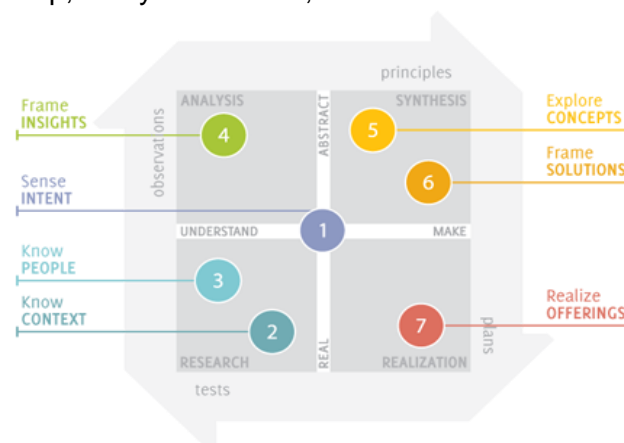 principles
Frame
INSIGHTS
ANALYSIS
ABSTRACT
SYNTHESIS
Explore
CONCEPTS
4
5
observations
Frame
SOLUTIONS
6
Sense
INTENT
UNDERSTAND
1
MAKE
Know
PEOPLE
3
Know
CONTEXT
2
7
Realize
OFFERINGS
plans
RESEARCH
REAL
REALIZATION
tests